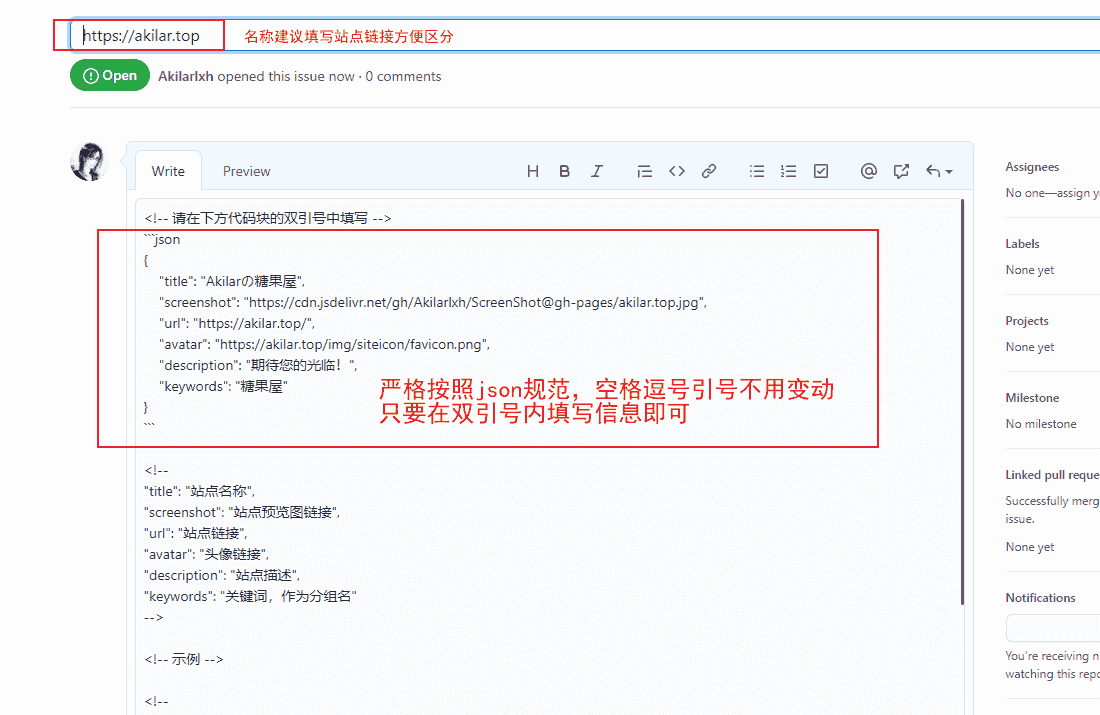 https://akilar.top
名称建议填写站点链接方便区分
Open
Akilarlxh opened this issue now · 0 comments
Write
Preview
<!-- 请在下方代码块的双引号中填写 -->
```json
{
"title": "Akilarの糖果屋",
"screenshot": "https://cdn.jsdelivr.net/gh/Akilarlxh/ScreenShot@gh-pages/akilar.top.jpg",
"url": "https://akilar.top/",
"avatar": "https://akilar.top/img/siteicon/favicon.png",
"description": "期待您的光临！",
"keywords": "糖果屋"
}
```
严格按照json规范，空格逗号引号不用变动
只要在双引号内填写信息即可
<!--
"title": "站点名称",
"screenshot": "站点预览图链接",
"url": "站点链接",
"avatar": "头像链接",
"description": "站点描述",
"keywords": "关键词，作为分组名"
-->
<!-- 示例 -->
<!--
Assignees
No one—assign y
Labels
None yet
Projects
None yet
Milestone
No milestone
Linked pull reque
Successfully merg
issue.
None yet
Notifications
You're receiving n
watching this repo